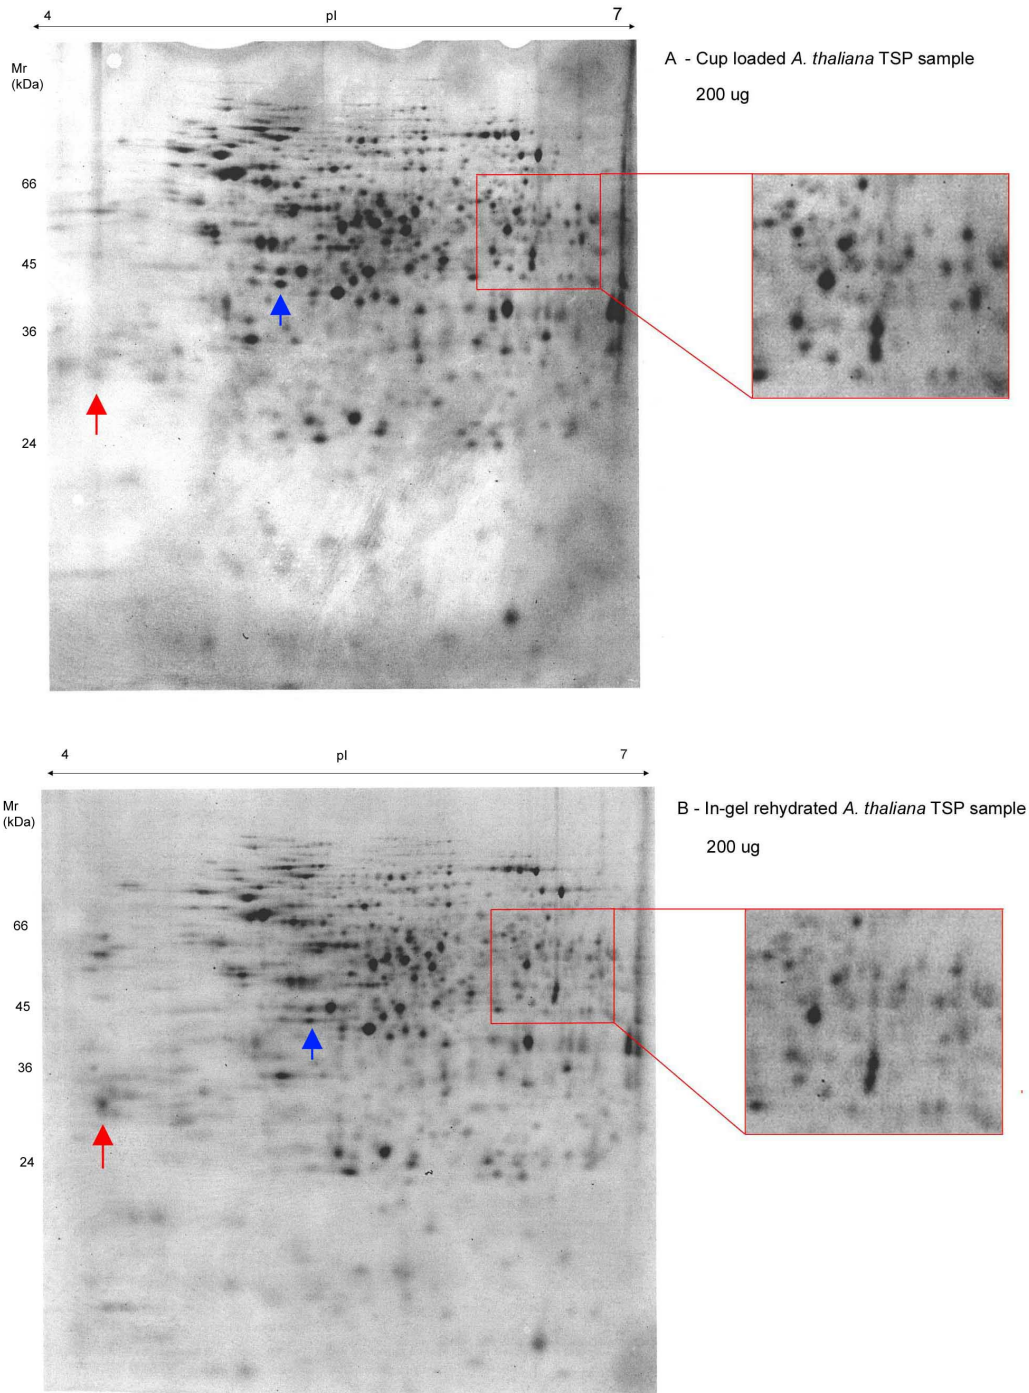 4 pI 7
Mr
(kDa)
66
45
36
24
A - Cup loaded A. thaliana TSP sample
200 ug
4 pI 7
Mr
(kDa)
66
45
36
24
B - In-gel rehydrated A. thaliana TSP sample
200 ug